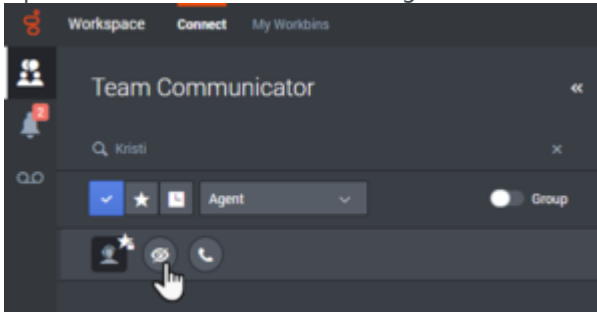 Workspace Connect My Workbins
Team Communicator
2
Kristi
Agent
Group